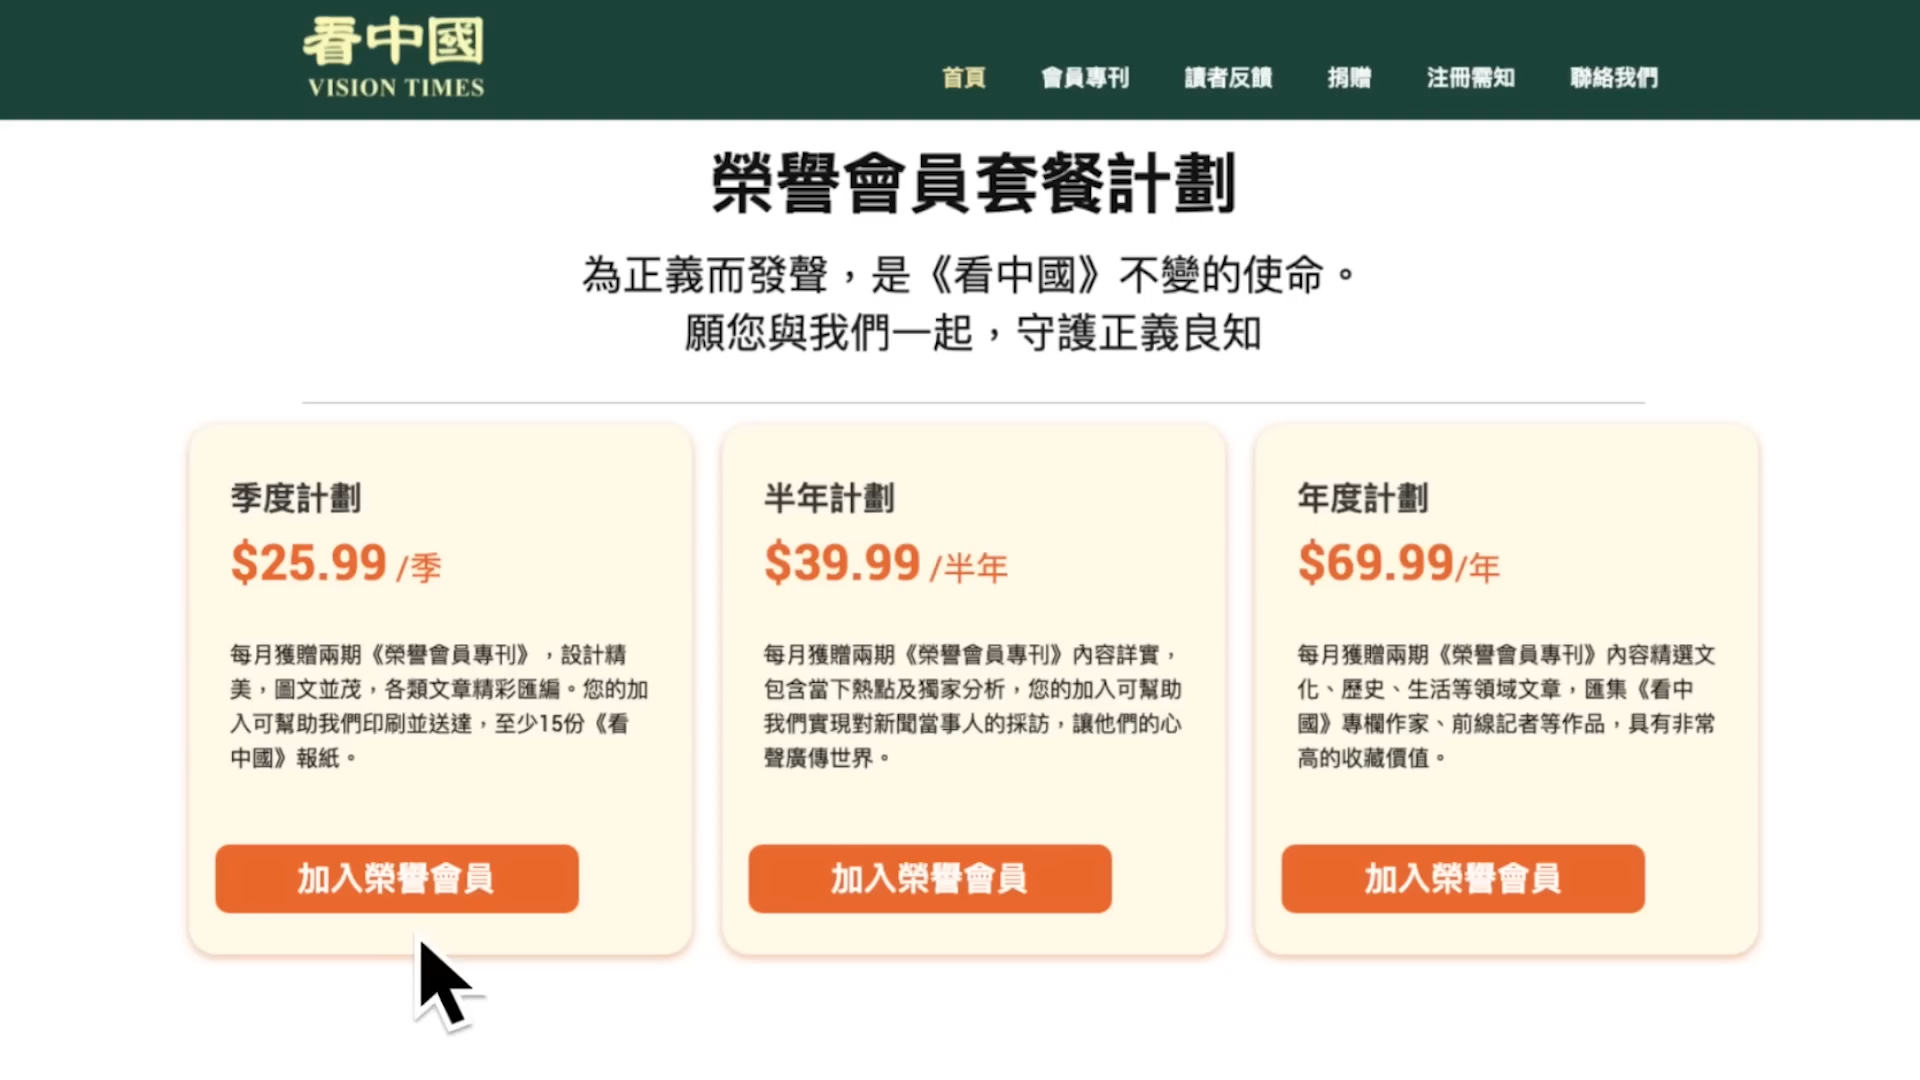 看中國
VISION TIMES
首頁 會員專刊 讀者反饋 捐贈 注冊需知 聯絡我們
榮譽會員套餐計劃
為正義而發聲，是《看中國》不變的使命。
願您與我們一起，守護正義良知
季度計劃
$25.99 /季
每月獲贈兩期《榮譽會員專刊》，設計精
美，圖文並茂，各類文章精彩匯編。您的加
入可幫助我們印刷並送達，至少15份《看
中國》報紙。
加入榮譽會員
半年計劃
$39.99 /半年
每月獲贈兩期《榮譽會員專刊》內容詳實，
包含當下熱點及獨家分析，您的加入可幫助
我們實現對新聞當事人的採訪，讓他們的心
聲廣傳世界。
加入榮譽會員
年度計劃
$69.99/年
每月獲贈兩期《榮譽會員專刊》內容精選文
化、歷史、生活等領域文章，匯集《看中
國》專欄作家、前線記者等作品，具有非常
高的收藏價值。
加入榮譽會員